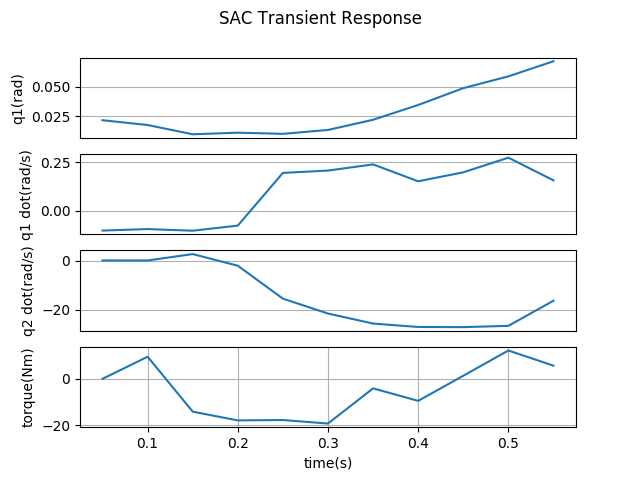 SAC Transient Response
q1(rad)
0.050
0.025
q1 dot(rad/s)
0.25
0.00
q2 dot(rad/s)
0
−20
torque(Nm)
0
−20
0.1 0.2 0.3 0.4 0.5
time(s)